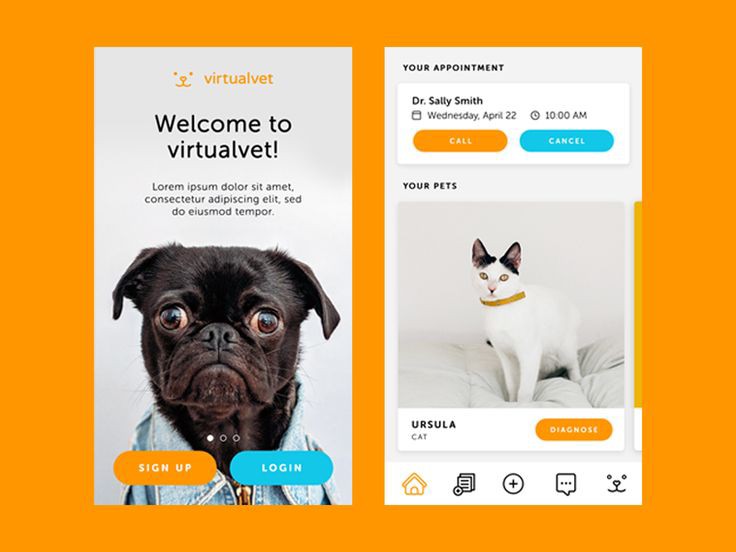 virtualvet
Welcome to
virtualvet!
Lorem ipsum dolor sit amet,
consectetur adipiscing elit, sed
do eiusmod tempor.
SIGN UP
LOGIN
YOUR APPOINTMENT
Dr. Sally Smith
Wednesday, April 22
10:00 AM
CALL
CANCEL
YOUR PETS
URSULA
CAT
DIAGNOSE